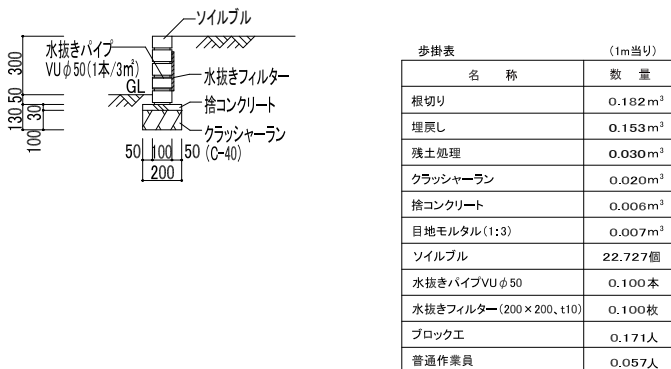 ソイルブル
水抜きパイプ
VUφ50(1本/3㎡)
水抜きフィルター
GL
捨コンクリート
クラッシャーラン
(C-40)
300
50
130
30
100
50 100 50
200
歩掛表 (1m当り)
名 称 数 量
根切り 0.182m³
埋戻し 0.153m³
残土処理 0.030m³
クラッシャーラン 0.020m³
捨コンクリート 0.006m³
目地モルタル(1:3) 0.007m³
ソイルブル 22.727個
水抜きパイプVUφ50 0.100本
水抜きフィルター(200×200、t10) 0.100枚
ブロック工 0.171人
普通作業員 0.057人